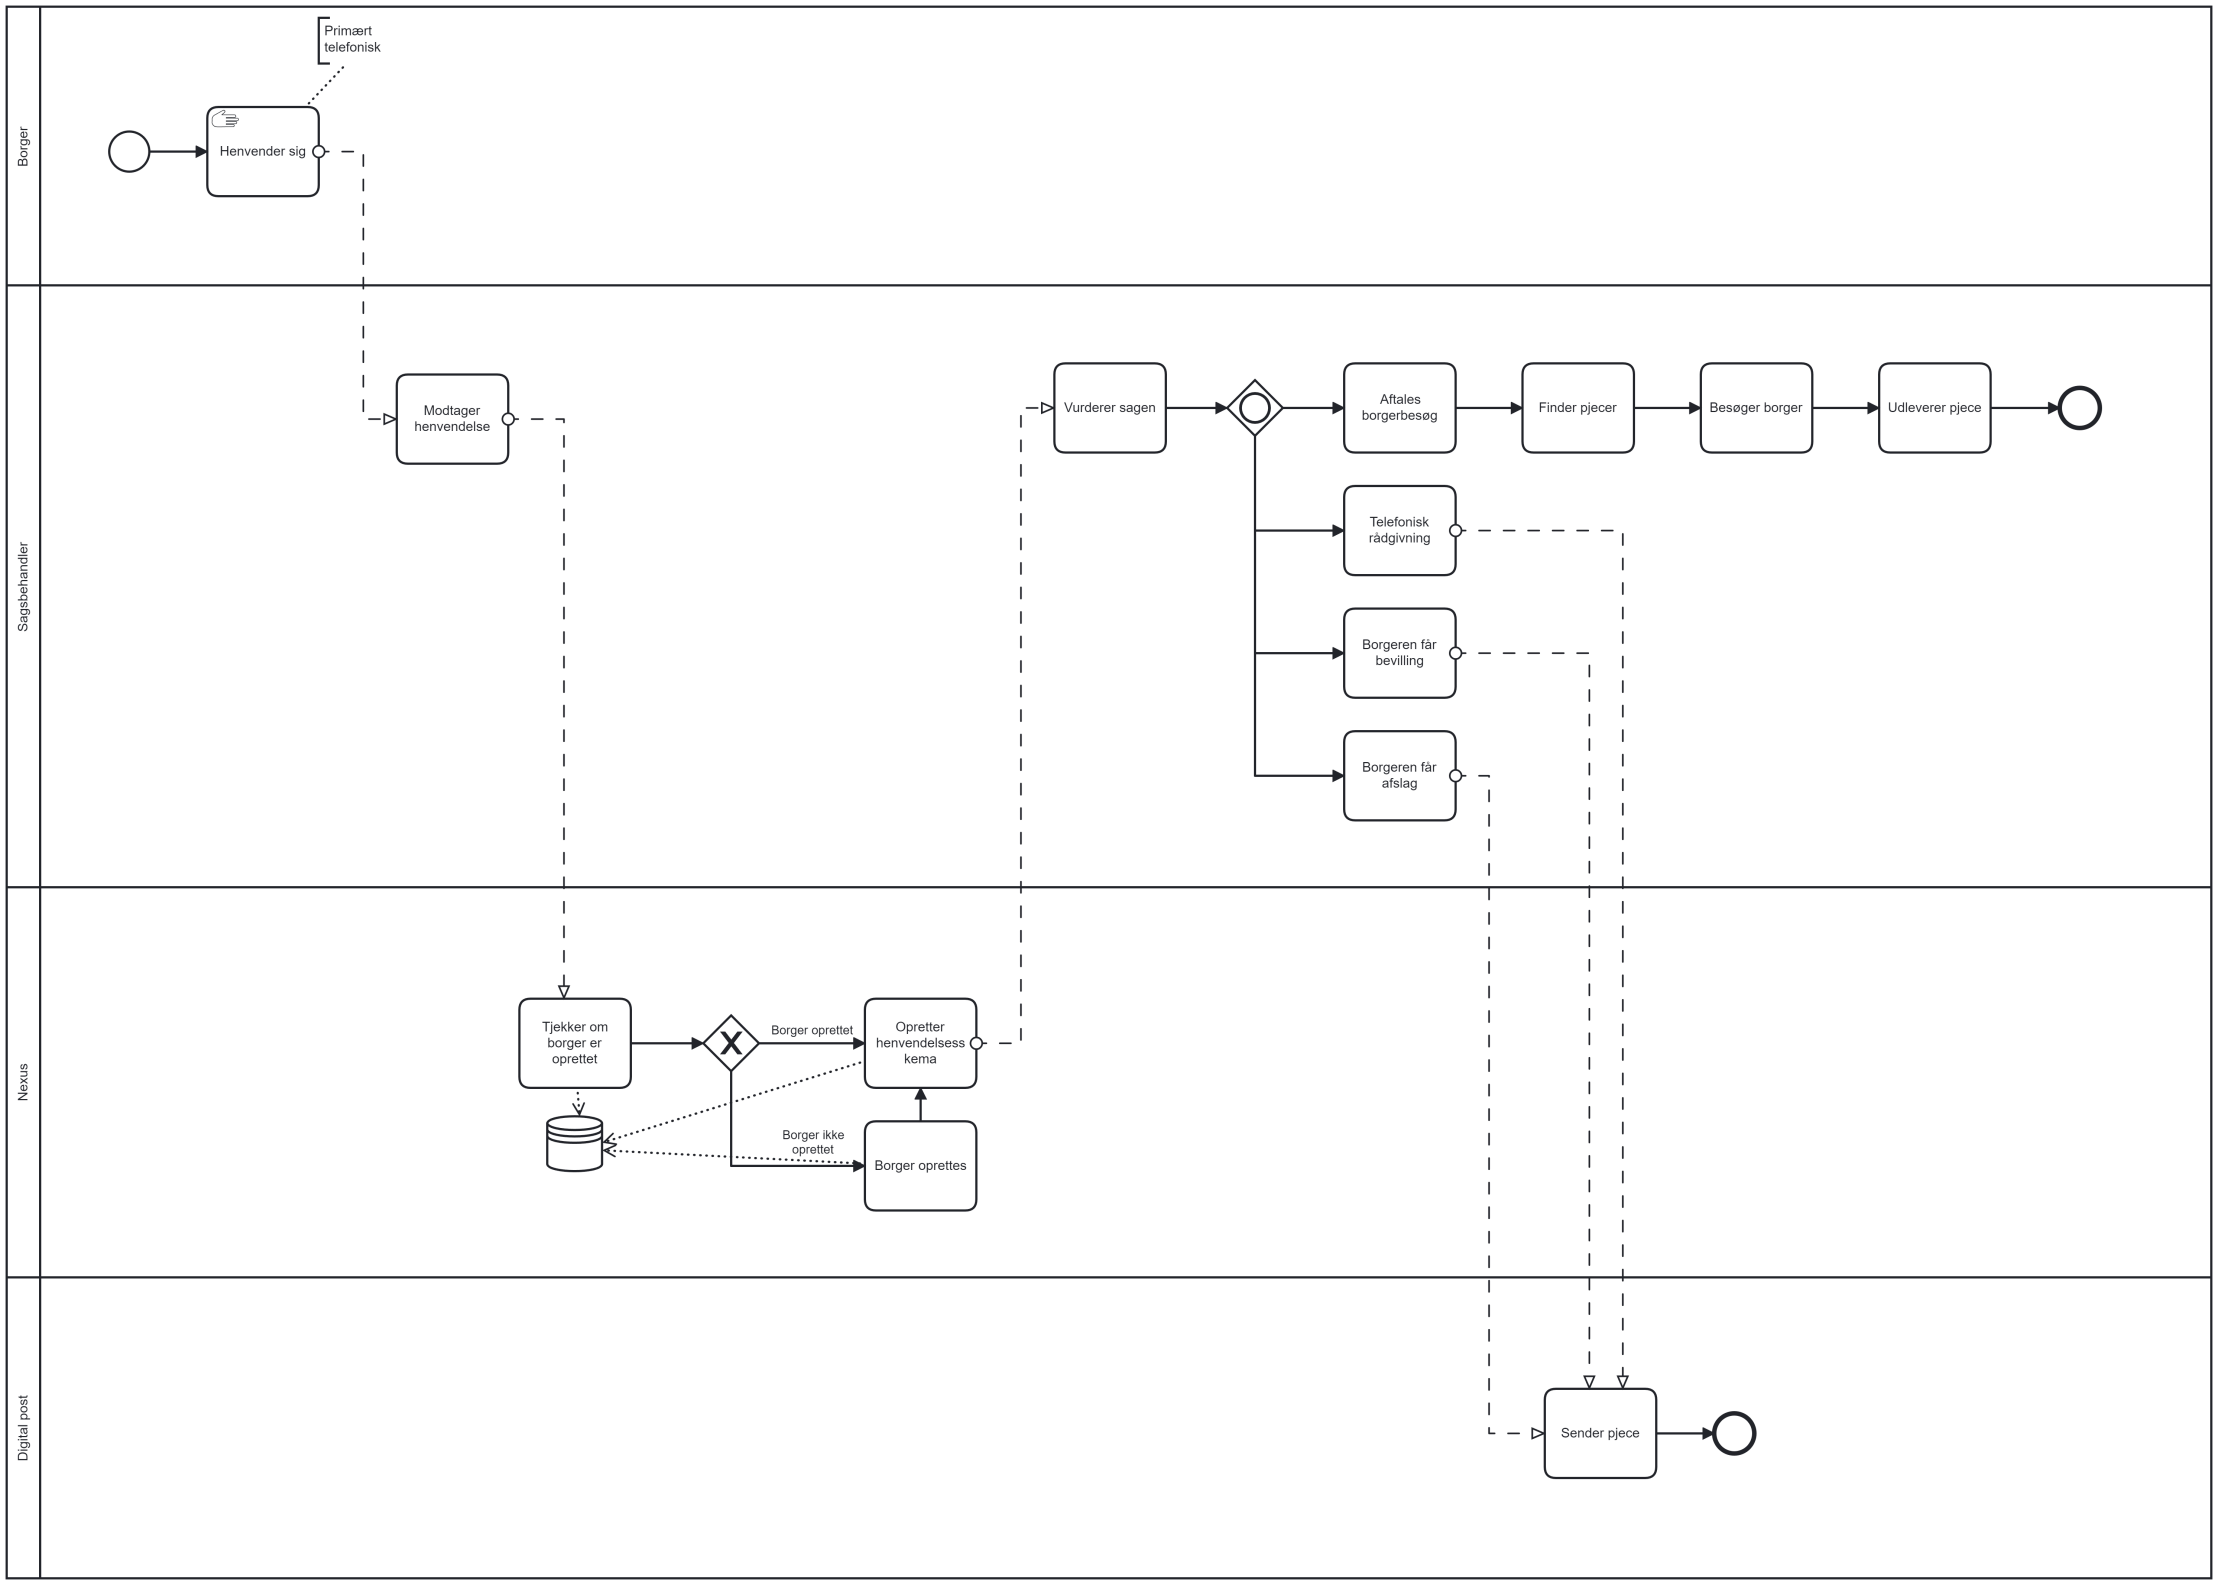 Primært
telefonisk
Borger
Henvender sig
Sagsbehandler
Modtager
henvendelse
Vurderer sagen
Aftales
borgerbesøg
Finder pjecer
Besøger borger
Udleverer pjece
Telefonisk
rådgivning
Borgeren får
bevilling
Borgeren får
afslag
Nexus
Tjekker om
borger er
oprettet
X
Borger oprettet
Opretter
henvendelsess
kema
Borger ikke
oprettet
Borger oprettes
Digital post
Sender pjece